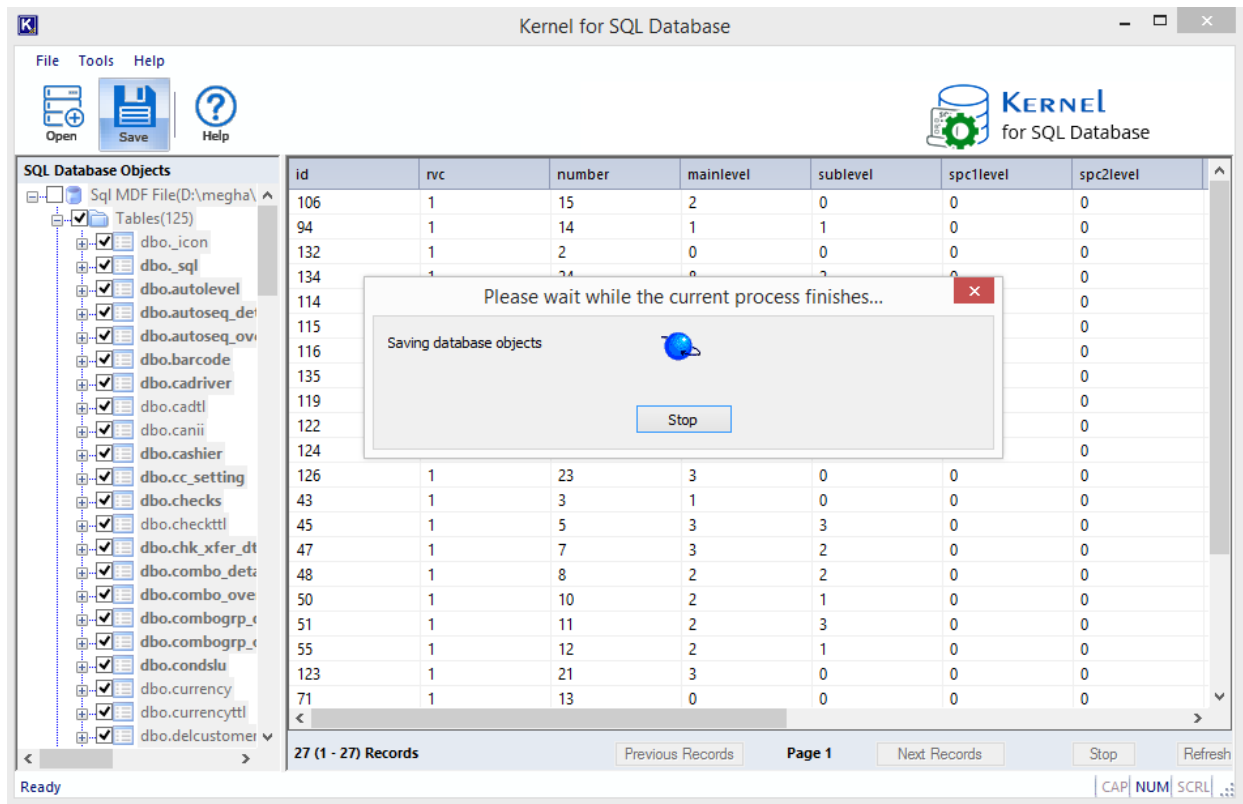 Kernel for SQL Database
File Tools Help
Open Save Help
KERNEL
for SQL Database
SQL Database Objects
Sql MDF File(D:\megha\
Tables(125)
dbo._icon
dbo._sql
dbo.autolevel
dbo.autoseq_det
dbo.autoseq_ove
dbo.barcode
dbo.cadriver
dbo.cadtl
dbo.canii
dbo.cashier
dbo.cc_setting
dbo.checks
dbo.checkttl
dbo.chk_xfer_dt
dbo.combo_deta
dbo.combo_ove
dbo.combogrp_
dbo.combogrp_
dbo.condslu
dbo.currency
dbo.currencyttl
dbo.delcustomer
id rvc number mainlevel sublevel spc1level spc2level
106 1 15 2 0 0 0
94 1 14 1 1 0 0
132 1 2 0 0 0 0
134 0
114 0
115 0
116 0
135 0
119 0
122 0
124 0
126 1 23 3 0 0 0
43 1 3 1 0 0 0
45 1 5 3 3 0 0
47 1 7 3 2 0 0
48 1 8 2 2 0 0
50 1 10 2 1 0 0
51 1 11 2 3 0 0
55 1 12 2 1 0 0
123 1 21 3 0 0 0
71 1 13 0 0 0 0
Please wait while the current process finishes...
Saving database objects
Stop
27 (1 - 27) Records Previous Records Page 1 Next Records Stop Refresh
Ready CAP NUM SCRL